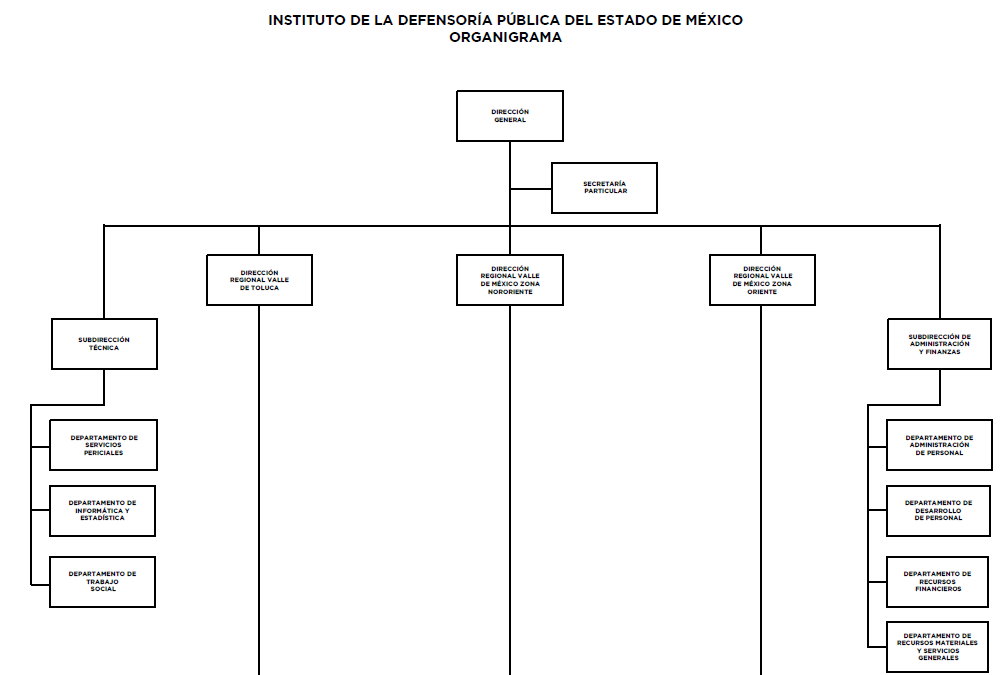 INSTITUTO DE LA DEFENSORÍA PÚBLICA DEL ESTADO DE MÉXICO
ORGANIGRAMA
DIRECCIÓN
GENERAL
SECRETARÍA
PARTICULAR
DIRECCIÓN
REGIONAL VALLE
DE TOLUCA
DIRECCIÓN
REGIONAL VALLE
DE MÉXICO ZONA
NORORIENTE
DIRECCIÓN
REGIONAL VALLE
DE MÉXICO ZONA
ORIENTE
SUBDIRECCIÓN
TÉCNICA
SUBDIRECCIÓN DE
ADMINISTRACIÓN
Y FINANZAS
DEPARTAMENTO DE
SERVICIOS
PERICIALES
DEPARTAMENTO DE
INFORMÁTICA Y
ESTADÍSTICA
DEPARTAMENTO DE
TRABAJO
SOCIAL
DEPARTAMENTO DE
ADMINISTRACIÓN
DE PERSONAL
DEPARTAMENTO DE
DESARROLLO
DE PERSONAL
DEPARTAMENTO DE
RECURSOS
FINANCIEROS
DEPARTAMENTO DE
RECURSOS MATERIALES
Y SERVICIOS
GENERALES